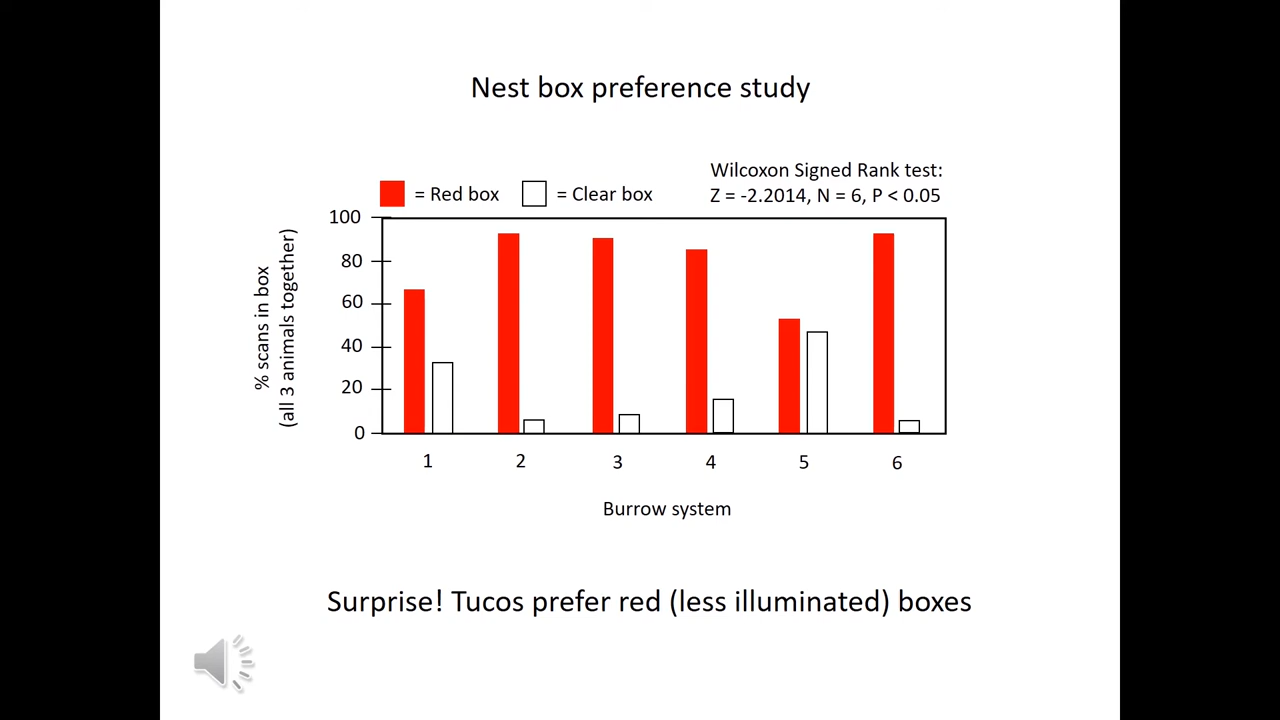 Nest box preference study
Wilcoxon Signed Rank test:
Z = -2.2014, N = 6, P < 0.05
= Red box = Clear box
% scans in box
(all 3 animals together)
100
80
60
40
20
0
1 2 3 4 5 6
Burrow system
Surprise! Tucos prefer red (less illuminated) boxes